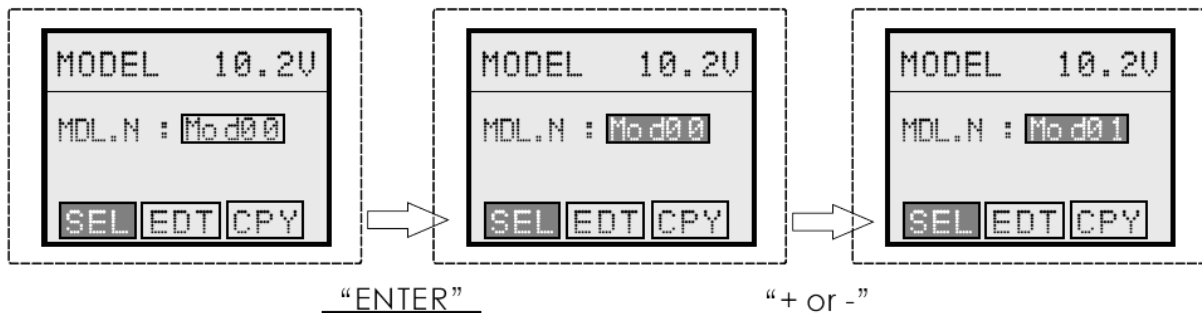 MODEL 10.2V
MDL.N : Mod00
SEL EDT CPY
MODEL 10.2V
MDL.N : Mod00
SEL EDT CPY
MODEL 10.2V
MDL.N : Mod01
SEL EDT CPY
“ENTER”
“+ or -”